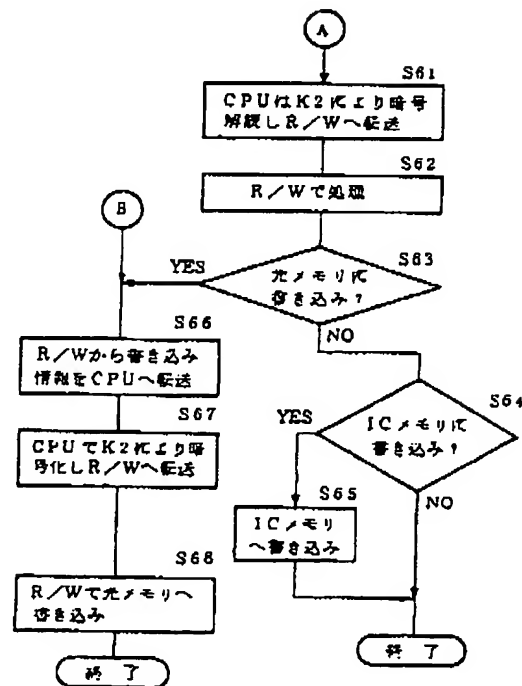 A
S61
CPUはK2により暗号
解読しR/Wへ転送
S62
R/Wで処理
B
S63
YES
光メモリに
書き込み?
NO
S66
R/Wから書き込み
情報をCPUへ転送
S64
YES
ICメモリに
書き込み?
NO
S67
CPUでK2により暗
号化しR/Wへ転送
S65
ICメモリ
へ書き込み
S68
R/Wで光メモリへ
書き込み
終了
終了